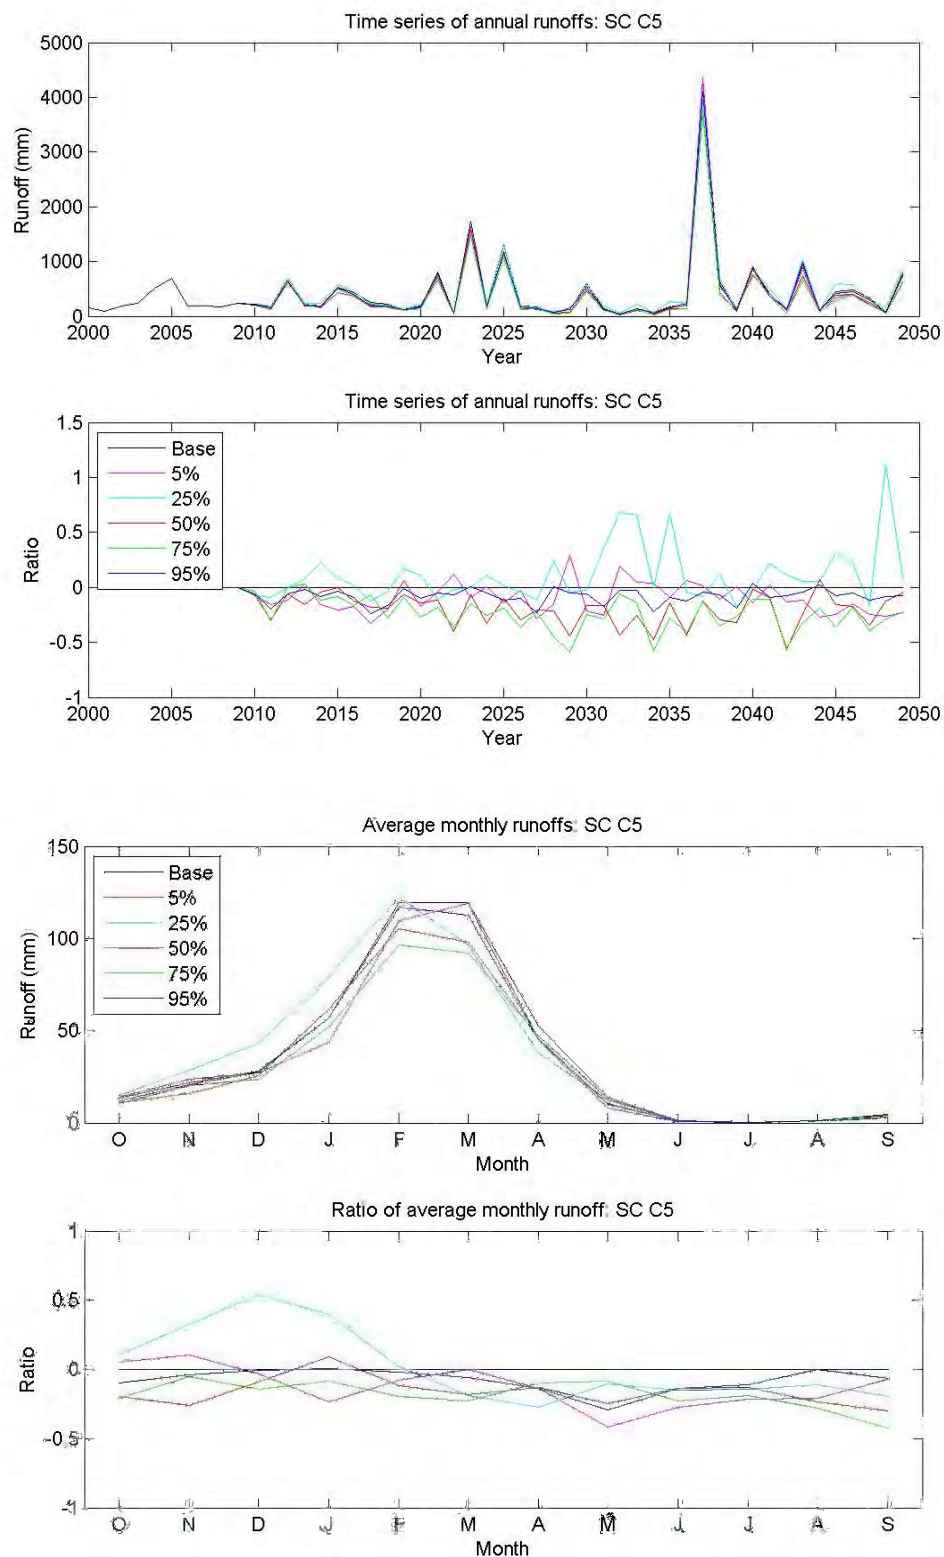 Time series of annual runoffs: SC C5
5000
4000
3000
2000
1000
0
Runoff (mm)
2000 2005 2010 2015 2020 2025 2030 2035 2040 2045 2050
Year
Time series of annual runoffs: SC C5
1.5
1
0.5
0
-0.5
-1
Ratio
Base
5%
25%
50%
75%
95%
2000 2005 2010 2015 2020 2025 2030 2035 2040 2045 2050
Year
Average monthly runoffs: SC C5
150
100
50
0
Runoff (mm)
Base
5%
25%
50%
75%
95%
O N D J F M A M J J A S
Month
Ratio of average monthly runoff: SC C5
1
0.5
0
-0.5
-1
Ratio
O N D J F M A M J J A S
Month